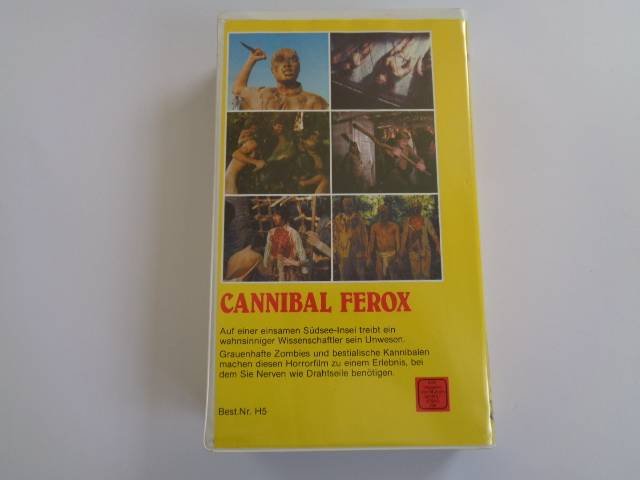 CANNIBAL FEROX
Auf einer einsamen Südsee-Insel treibt ein
wahnsinniger Wissenschaftler sein Unwesen.
Grauenhafte Zombies und bestialische Kannibalen
machen diesen Horrorfilm zu einem Erlebnis, bei
dem Sie Nerven wie Drahtseile benötigen.
Best.Nr. H5